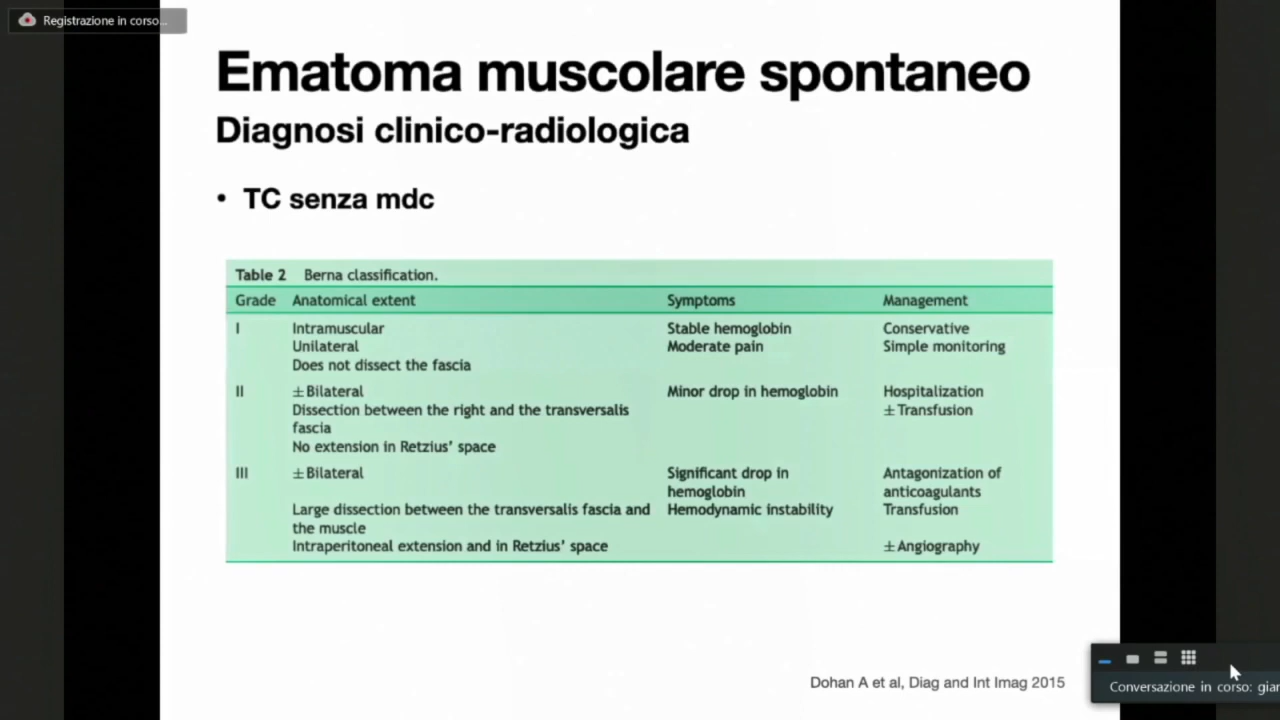 Registrazione in corso...
Ematoma muscolare spontaneo
Diagnosi clinico-radiologica
• TC senza mdc
Table 2 Berna classification.
Grade Anatomical extent Symptoms Management
I Intramuscular Stable hemoglobin Conservative
Unilateral Moderate pain Simple monitoring
Does not dissect the fascia
II ±Bilateral Minor drop in hemoglobin Hospitalization
Dissection between the right and the transversalis ±Transfusion
fascia
No extension in Retzius' space
III ±Bilateral Significant drop in Antagonization of
hemoglobin anticoagulants
Large dissection between the transversalis fascia and Hemodynamic instability Transfusion
the muscle
Intraperitoneal extension and in Retzius' space ±Angiography
Dohan A et al, Diag and Int Imag 2015
Conversazione in corso: